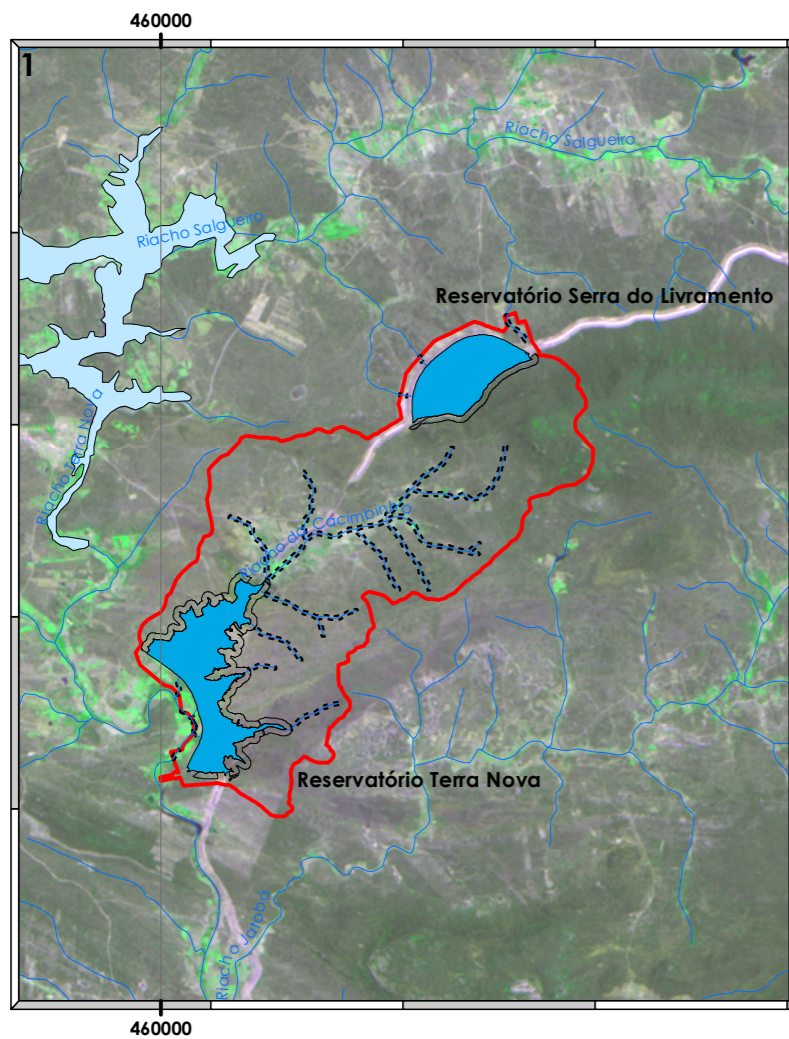 460000
1
Riacho Salgueiro
Riacho Salgueiro
Reservatório Serra do Livramento
Riacho Terra Nova
Riacho da Cacimbinha
Reservatório Terra Nova
Riacho Jatobá
460000